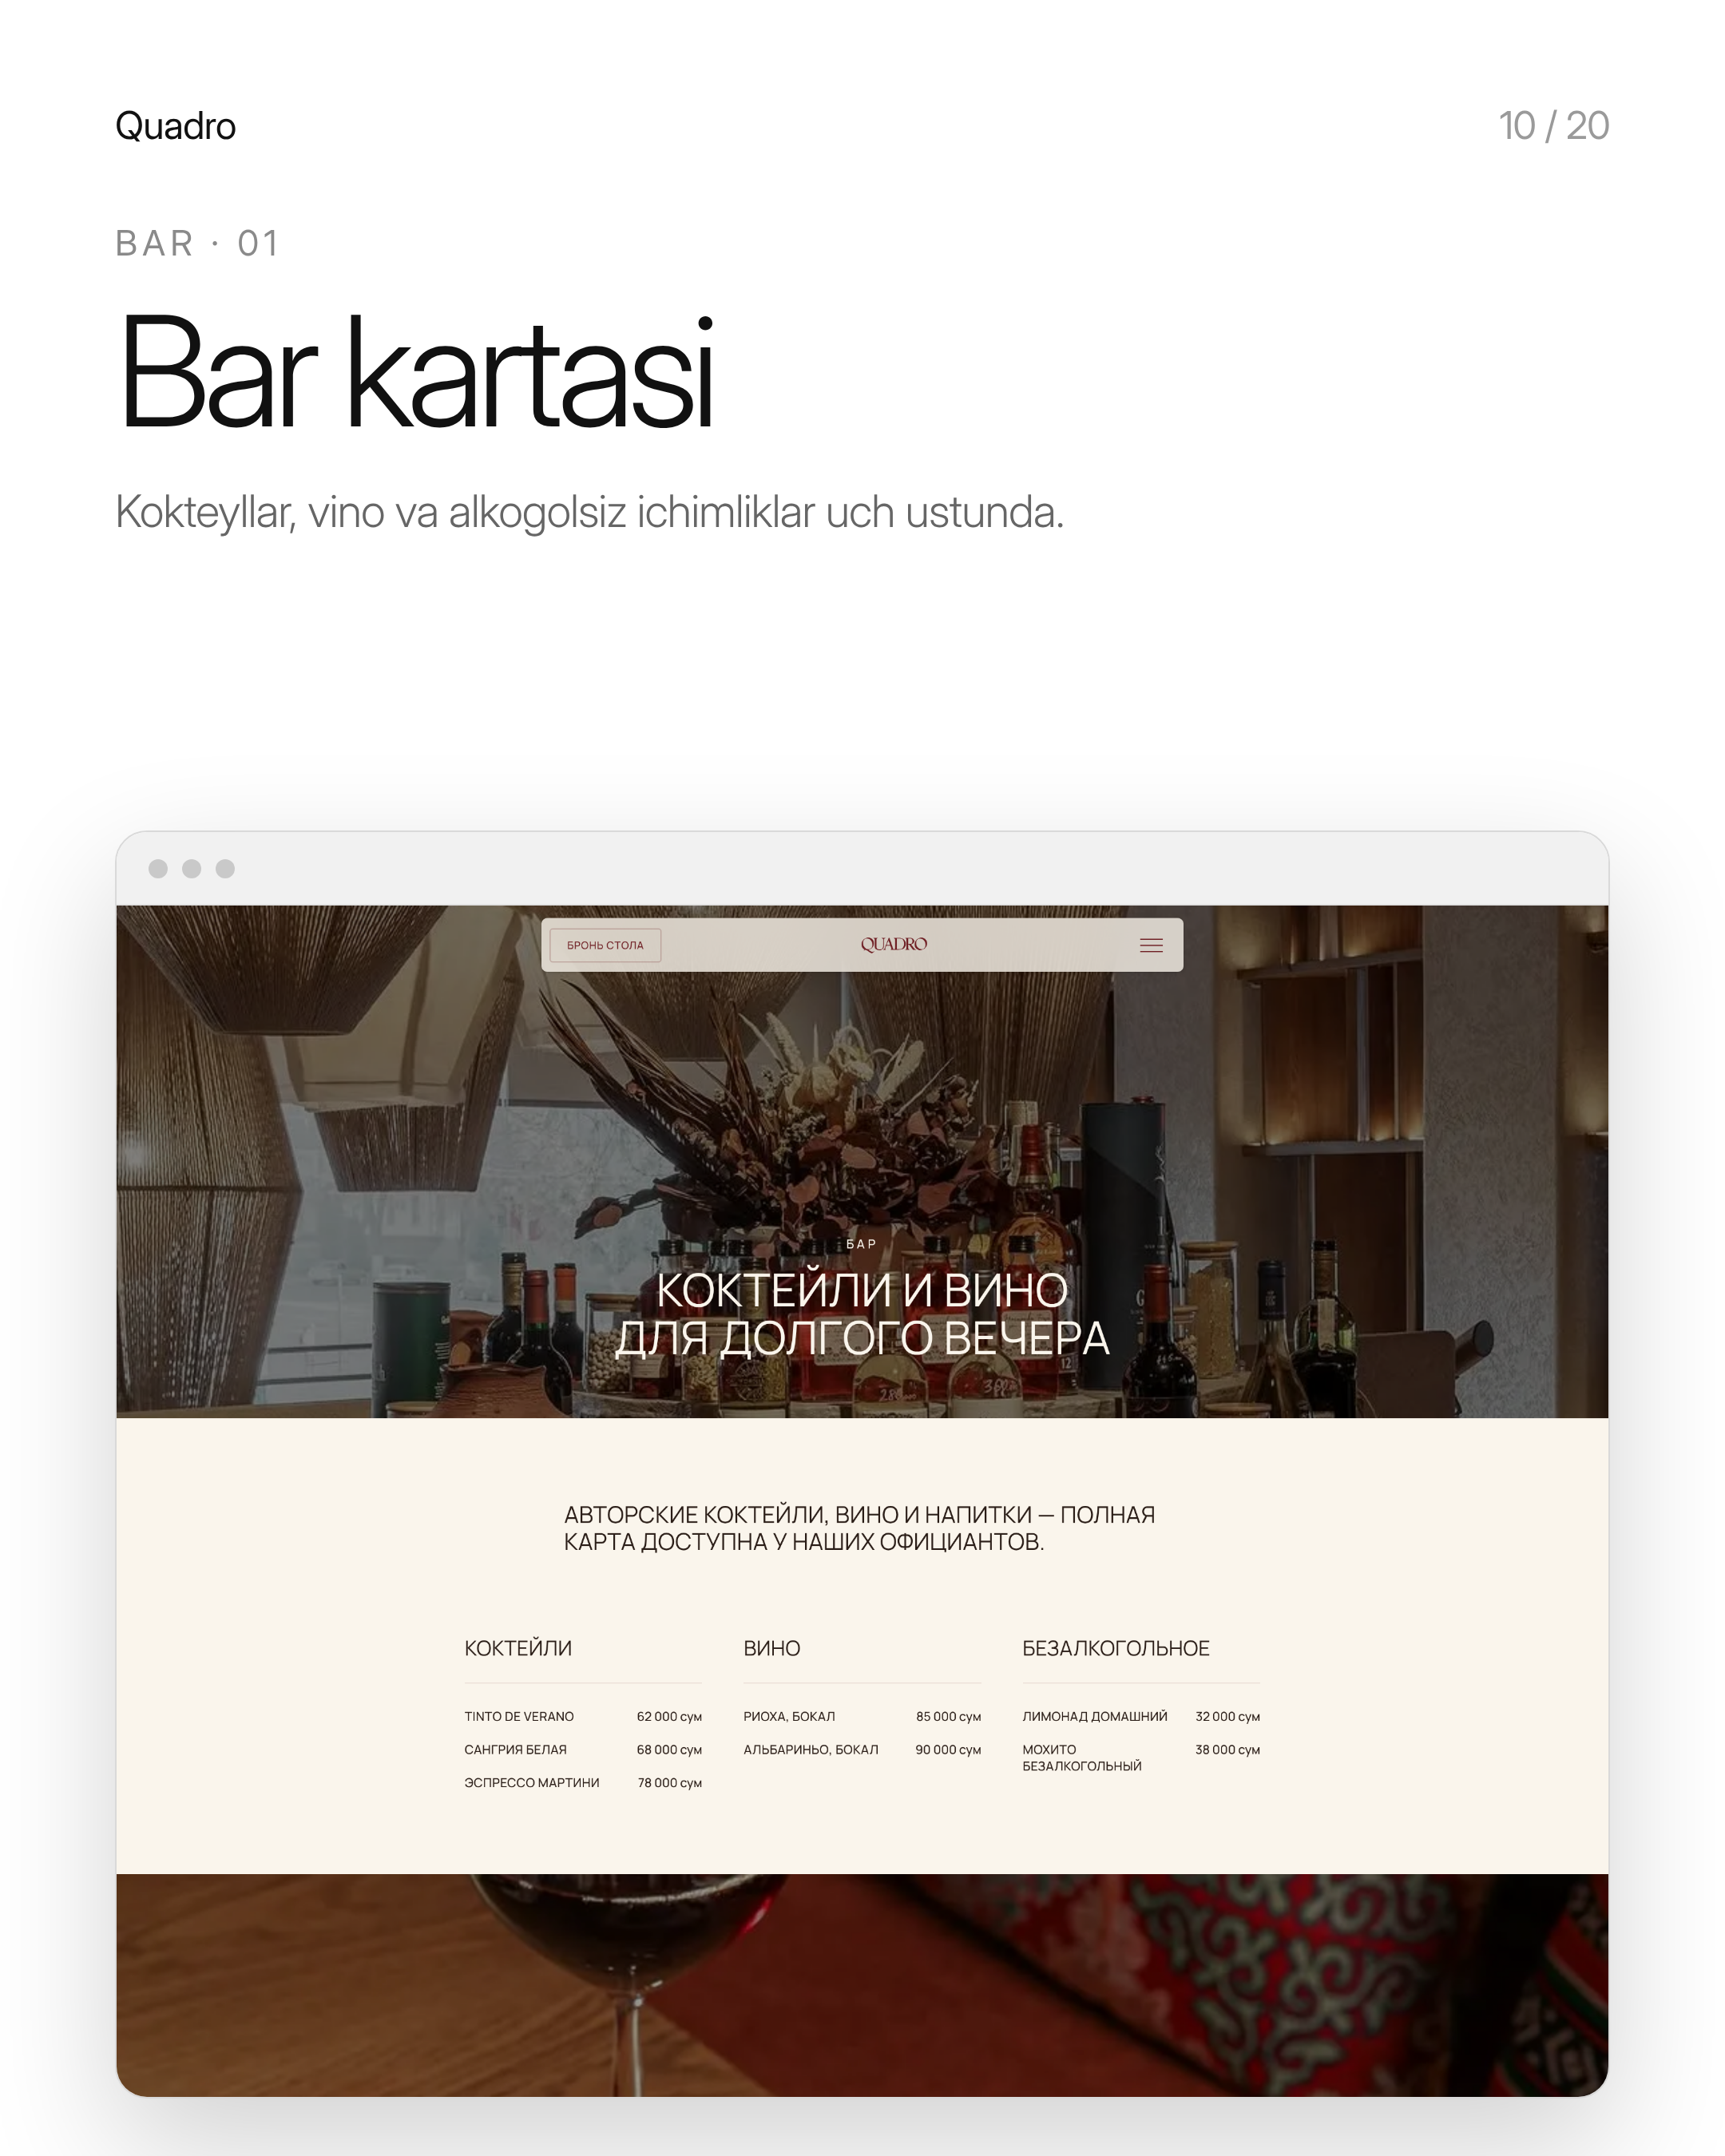 Quadro
10 / 20
BAR · 01
Bar kartasi
Kokteyllar, vino va alkogolsiz ichimliklar uch ustunda.
БРОНЬ СТОЛА
QUADRO
БАР
КОКТЕЙЛИ И ВИНО
ДЛЯ ДОЛГОГО ВЕЧЕРА
АВТОРСКИЕ КОКТЕЙЛИ, ВИНО И НАПИТКИ — ПОЛНАЯ
КАРТА ДОСТУПНА У НАШИХ ОФИЦИАНТОВ.
КОКТЕЙЛИ
TINTO DE VERANO 62 000 сум
САНГРИЯ БЕЛАЯ 68 000 сум
ЭСПРЕССО МАРТИНИ 78 000 сум
ВИНО
РИОХА, БОКАЛ 85 000 сум
АЛЬБАРИНЬО, БОКАЛ 90 000 сум
БЕЗАЛКОГОЛЬНОЕ
ЛИМОНАД ДОМАШНИЙ 32 000 сум
МОХИТО 38 000 сум
БЕЗАЛКОГОЛЬНЫЙ